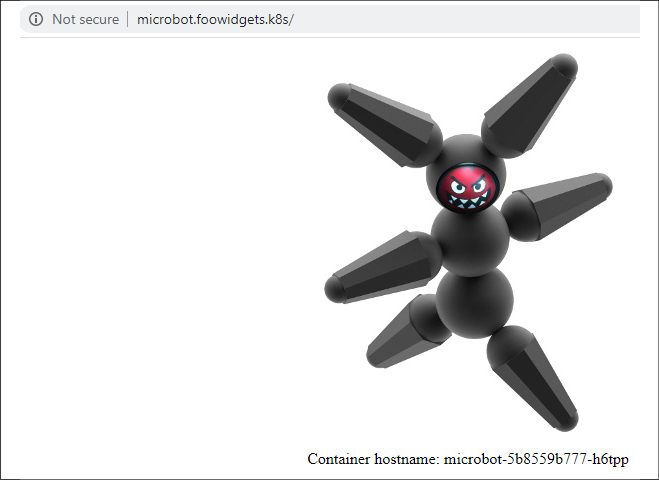 Not secure | microbot.foowidgets.k8s/
Container hostname: microbot-5b8559b777-h6tpp